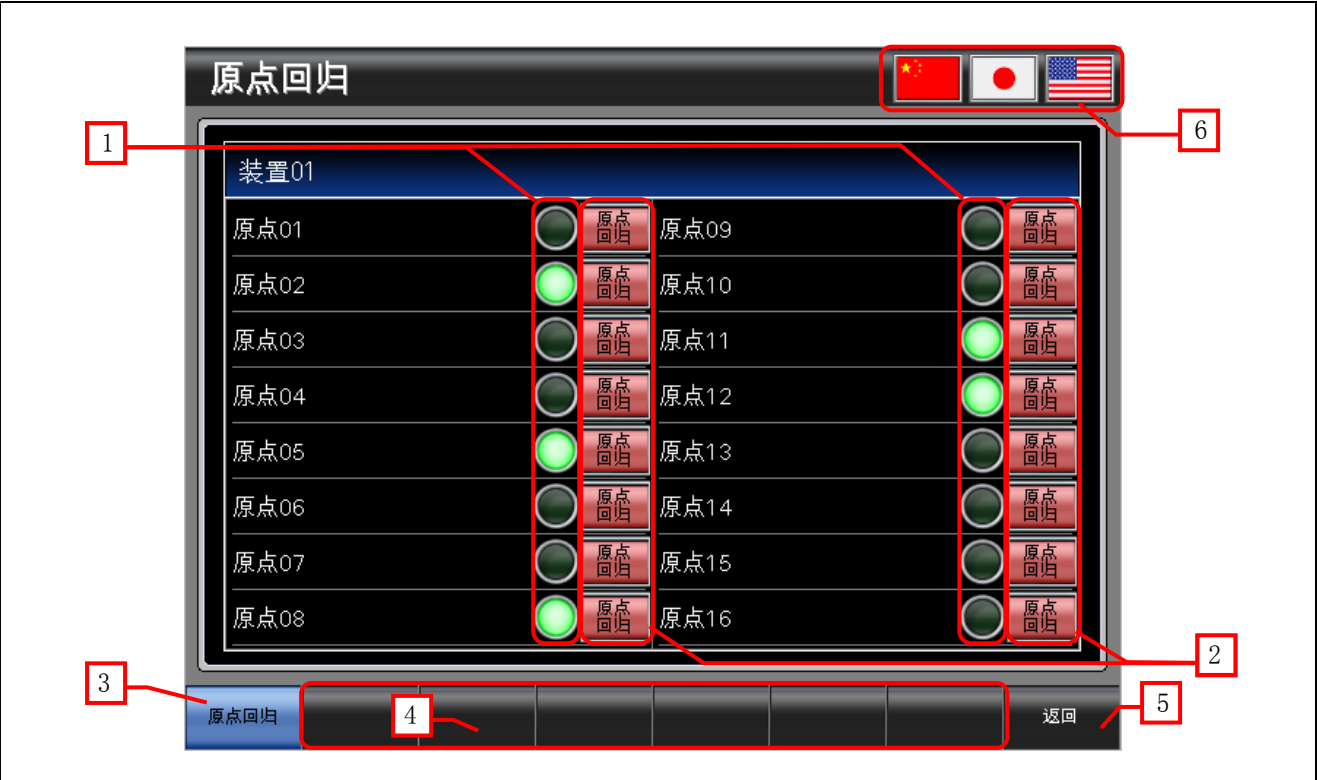 原点回归
6
1
装置01
原点01
原点
回归
原点09
原点
回归
原点02
原点
回归
原点10
原点
回归
原点03
原点
回归
原点11
原点
回归
原点04
原点
回归
原点12
原点
回归
原点05
原点
回归
原点13
原点
回归
原点06
原点
回归
原点14
原点
回归
原点07
原点
回归
原点15
原点
回归
原点08
原点
回归
原点16
原点
回归
2
3
原点回归
4
返回
5